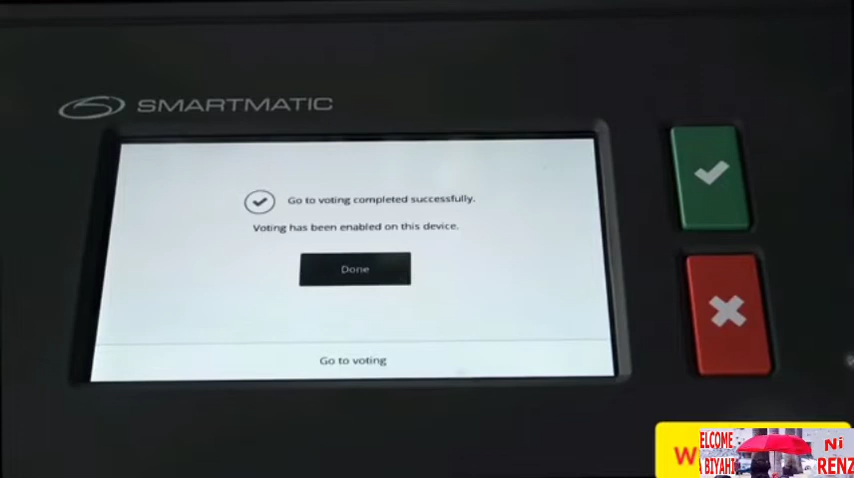 SMARTMATIC
Go to voting completed successfully.
Voting has been enabled on this device.
Done
Go to voting
W
WELCOME
A BIYAHI
Ni
RENZ